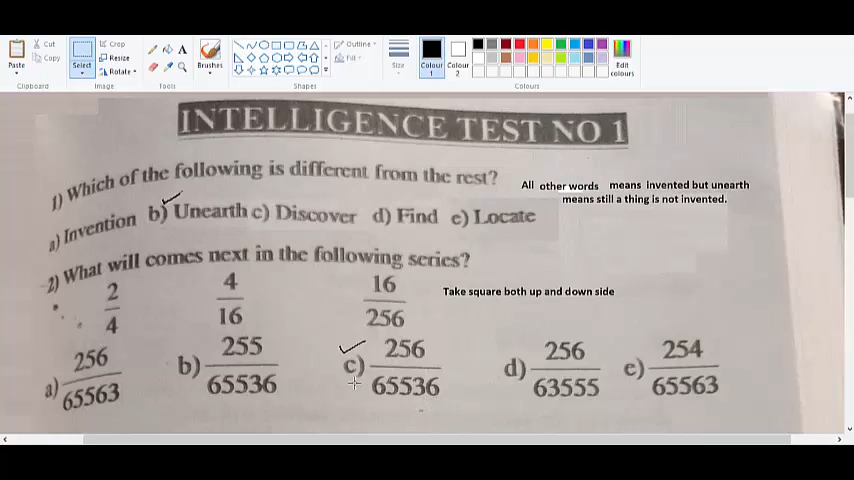 Paste
Cut
Copy
Clipboard
Select
Crop
Resize
Rotate
Image
Tools
Brushes
Shapes
Outline
Fill
Size
Colour 1
Colour 2
Edit colours
Colours
INTELLIGENCE TEST NO 1
1) Which of the following is different from the rest?
All other words means invented but unearth
means still a thing is not invented.
a) Invention b) Unearth c) Discover d) Find e) Locate
2) What will comes next in the following series?
2/4 4/16 16/256
Take square both up and down side
a) 256/65563 b) 255/65536 c) 256/65536 d) 256/63555 e) 254/65563